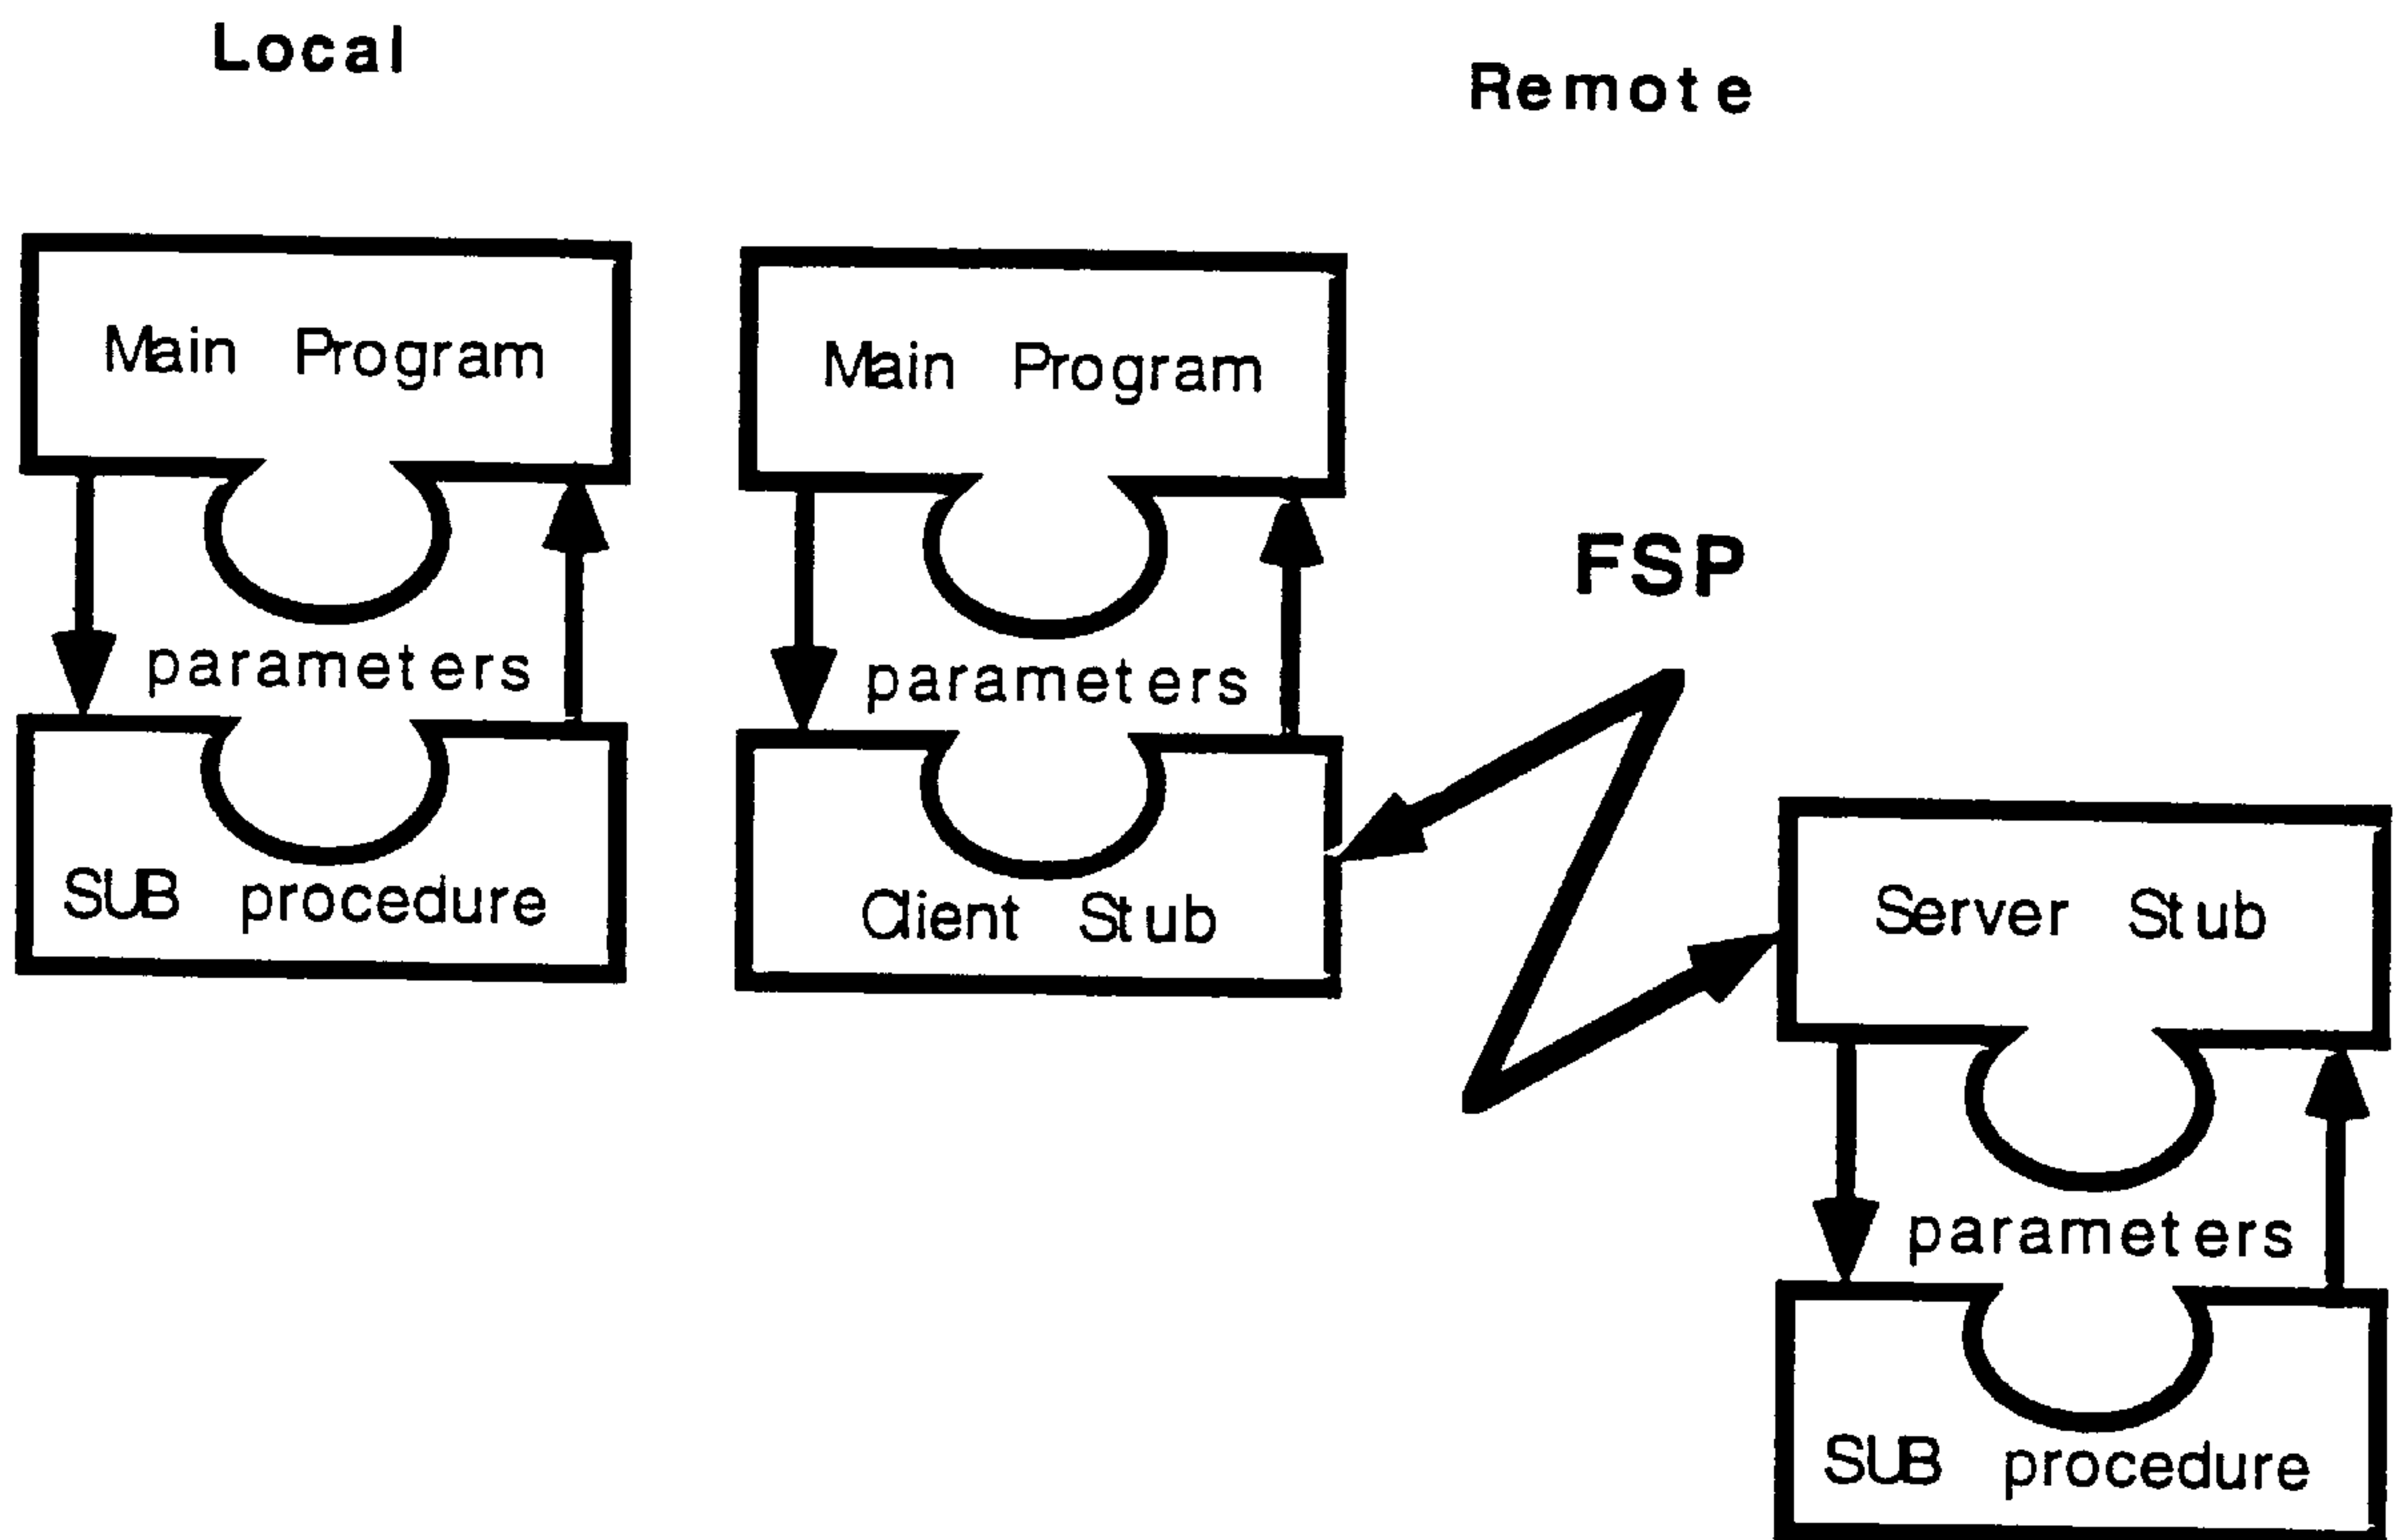 Local
Remote
Main Program
Main Program
FSP
parameters
parameters
SUB procedure
Client Stub
Server Stub
parameters
SUB procedure